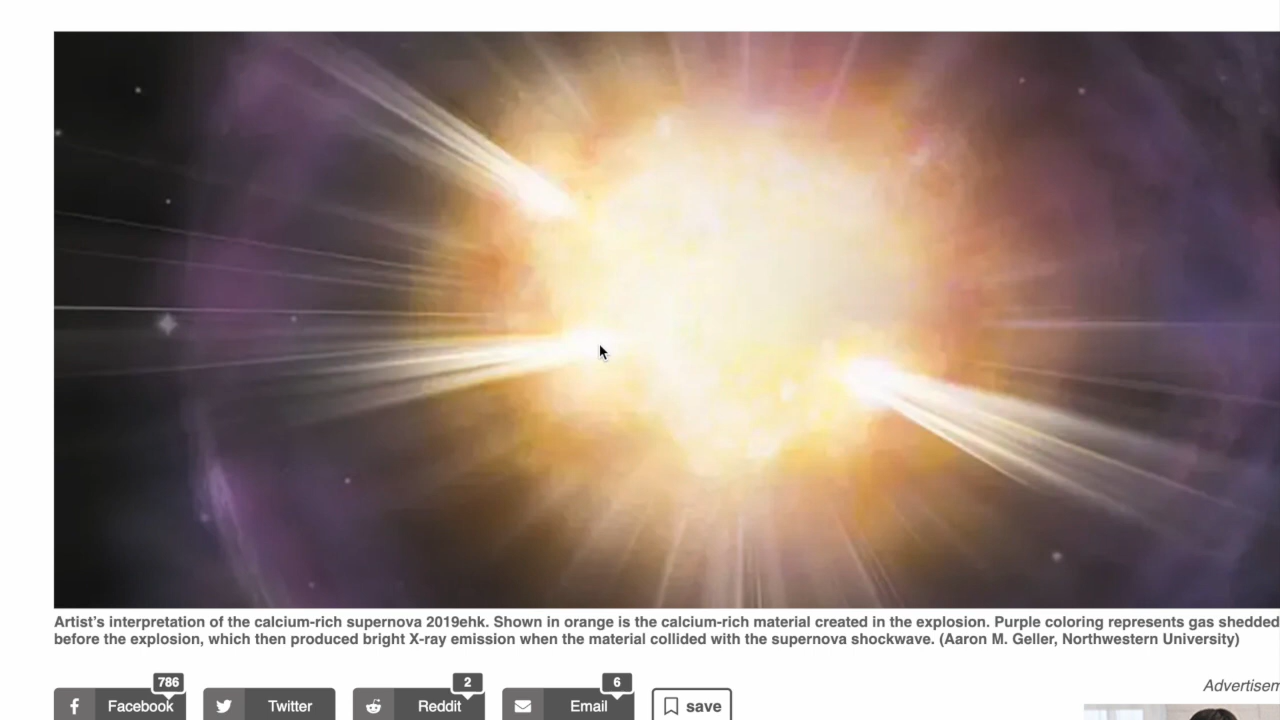 Artist’s interpretation of the calcium-rich supernova 2019ehk. Shown in orange is the calcium-rich material created in the explosion. Purple coloring represents gas shedded
before the explosion, which then produced bright X-ray emission when the material collided with the supernova shockwave. (Aaron M. Geller, Northwestern University)
786 2 6
Facebook Twitter Reddit Email save
Advertisem